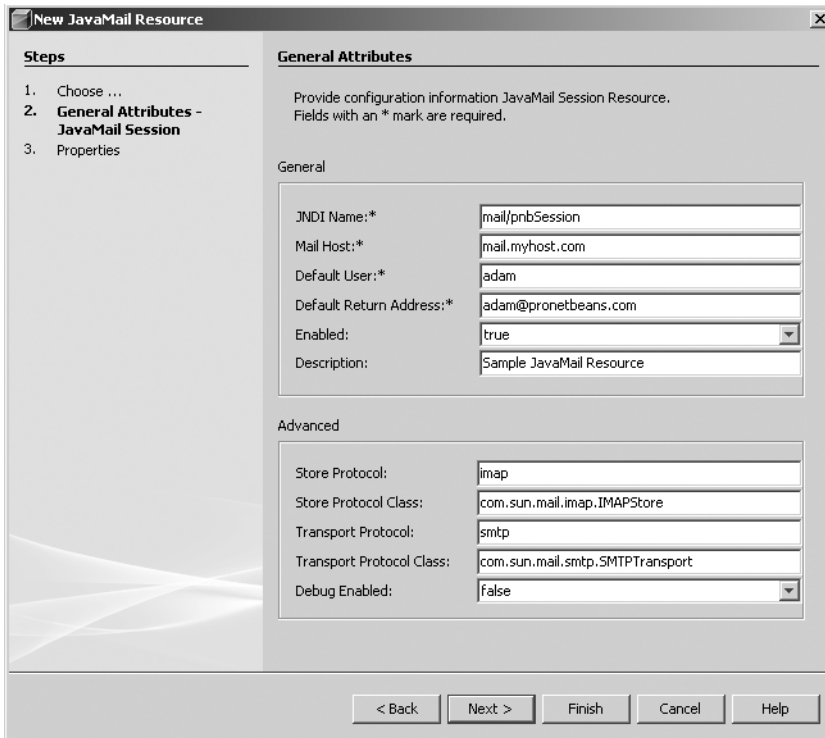 New JavaMail Resource
Steps
1. Choose ...
2. General Attributes -
JavaMail Session
3. Properties
General Attributes
Provide configuration information JavaMail Session Resource.
Fields with an * mark are required.
General
JNDI Name:* mail/pnbSession
Mail Host:* mail.myhost.com
Default User:* adam
Default Return Address:* adam@pronetbeans.com
Enabled: true
Description: Sample JavaMail Resource
Advanced
Store Protocol: imap
Store Protocol Class: com.sun.mail.imap.IMAPStore
Transport Protocol: smtp
Transport Protocol Class: com.sun.mail.smtp.SMTPTransport
Debug Enabled: false
< Back Next > Finish Cancel Help